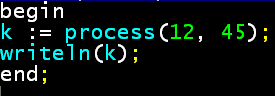 begin
k := process(12, 45);
writeln(k);
end;